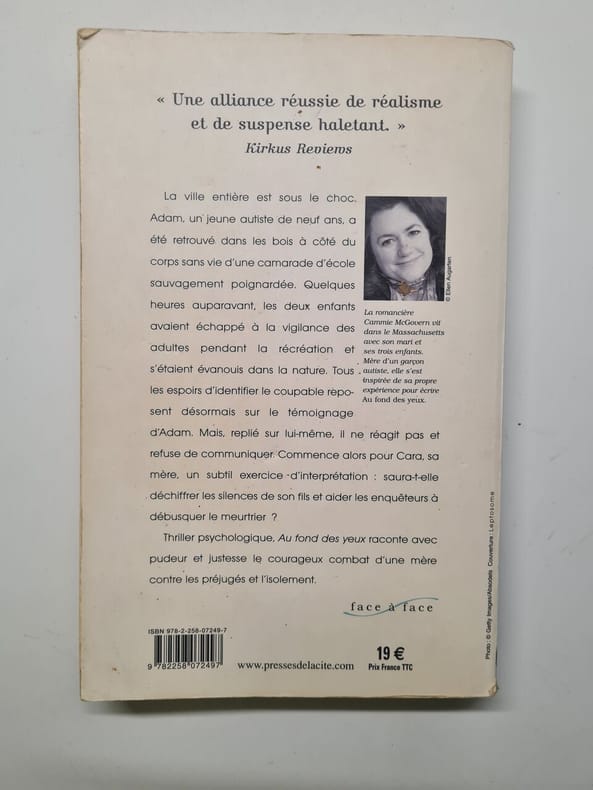 « Une alliance réussie de réalisme
et de suspense haletant. »
Kirkus Reviews
La ville entière est sous le choc.
Adam, un jeune autiste de neuf ans, a
été retrouvé dans les bois à côté du
corps sans vie d'une camarade d'école
sauvagement poignardée. Quelques
heures auparavant, les deux enfants
avaient échappé à la vigilance des
adultes pendant la récréation et
s'étaient évanouis dans la nature. Tous
les espoirs d'identifier le coupable repo-
sent désormais sur le témoignage
d'Adam. Mais, replié sur lui-même, il ne réagit pas et
refuse de communiquer. Commence alors pour Cara, sa
mère, un subtil exercice d'interprétation : saura-t-elle
déchiffrer les silences de son fils et aider les enquêteurs à
débusquer le meurtrier ?
Thriller psychologique, Au fond des yeux raconte avec
pudeur et justesse le courageux combat d'une mère
contre les préjugés et l'isolement.
© Ellen Augarten
La romancière
Cammie McGovern vit
dans le Massachusetts
avec son mari et
ses trois enfants.
Mère d'un garçon
autiste, elle s'est
inspirée de sa propre
expérience pour écrire
Au fond des yeux.
face à face
ISBN 978-2-258-07249-7
9 782258 072497
www.pressesdelacite.com
19 €
Prix France TTC
Photo : © Getty Images/Absodels Couverture : Leptosome